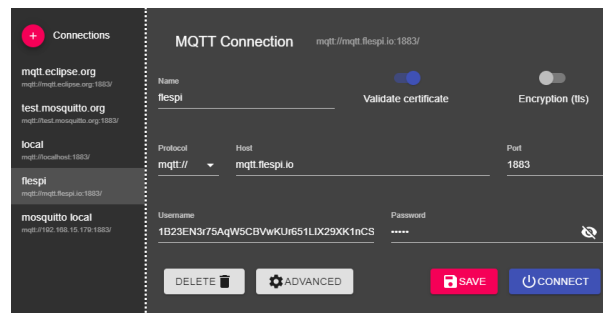 + Connections
mqtt.eclipse.org
mqtt://mqtt.eclipse.org:1883/
test.mosquitto.org
mqtt://test.mosquitto.org:1883/
local
mqtt://localhost:1883/
flespi
mqtt://mqtt.flespi.io:1883/
mosquitto local
mqtt://192.168.15.179:1883/
MQTT Connection mqtt://mqtt.flespi.io:1883/
Name
flespi
Validate certificate Encryption (tls)
Protocol Host Port
mqtt:// mqtt.flespi.io 1883
Username Password
1B23EN3r75AqW5CBVwKUr651LIX29XK1nCS •••••
DELETE ADVANCED SAVE CONNECT